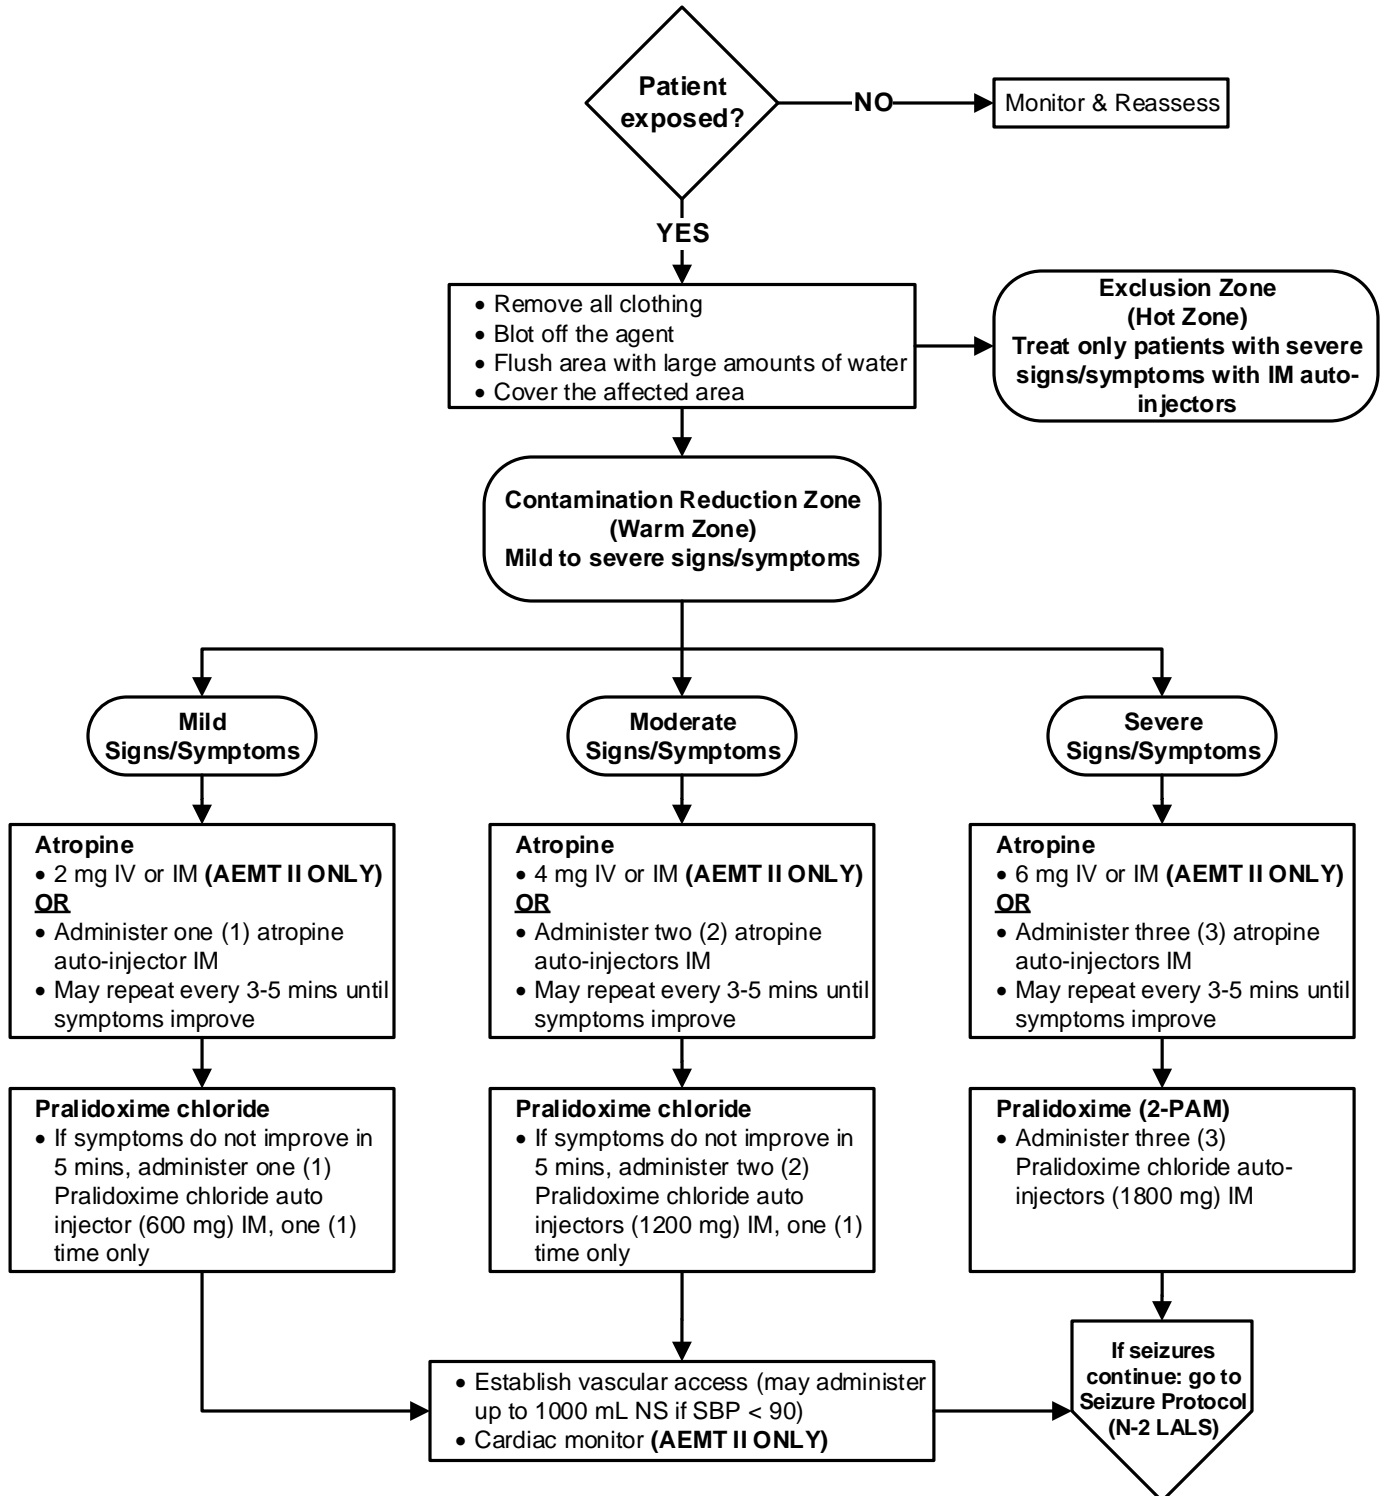 Patient
exposed?
NO
Monitor & Reassess
YES
• Remove all clothing
• Blot off the agent
• Flush area with large amounts of water
• Cover the affected area
Exclusion Zone
(Hot Zone)
Treat only patients with severe
signs/symptoms with IM auto-
injectors
Contamination Reduction Zone
(Warm Zone)
Mild to severe signs/symptoms
Mild
Signs/Symptoms
Moderate
Signs/Symptoms
Severe
Signs/Symptoms
Atropine
• 2 mg IV or IM (AEMT II ONLY)
OR
• Administer one (1) atropine
auto-injector IM
• May repeat every 3-5 mins until
symptoms improve
Atropine
• 4 mg IV or IM (AEMT II ONLY)
OR
• Administer two (2) atropine
auto-injectors IM
• May repeat every 3-5 mins until
symptoms improve
Atropine
• 6 mg IV or IM (AEMT II ONLY)
OR
• Administer three (3) atropine
auto-injectors IM
• May repeat every 3-5 mins until
symptoms improve
Pralidoxime chloride
• If symptoms do not improve in
5 mins, administer one (1)
Pralidoxime chloride auto
injector (600 mg) IM, one (1)
time only
Pralidoxime chloride
• If symptoms do not improve in
5 mins, administer two (2)
Pralidoxime chloride auto
injectors (1200 mg) IM, one (1)
time only
Pralidoxime (2-PAM)
• Administer three (3)
Pralidoxime chloride auto-
injectors (1800 mg) IM
• Establish vascular access (may administer
up to 1000 mL NS if SBP < 90)
• Cardiac monitor (AEMT II ONLY)
If seizures
continue: go to
Seizure Protocol
(N-2 LALS)